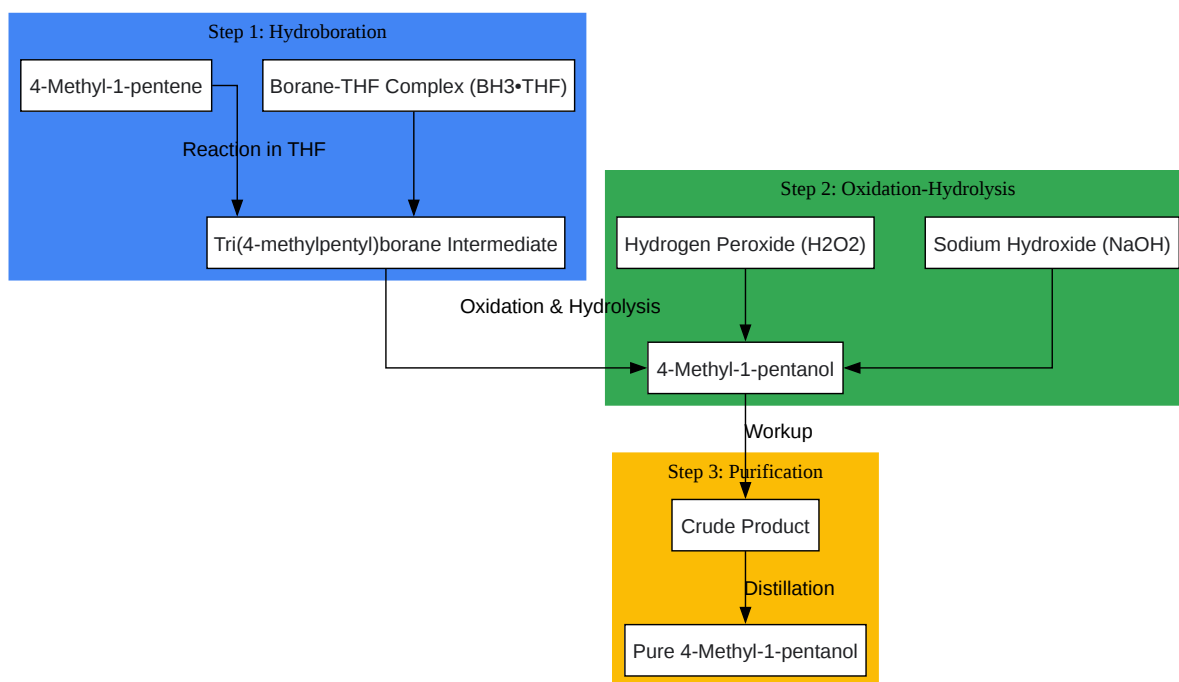 Step 1: Hydroboration
4-Methyl-1-pentene
Borane-THF Complex (BH3•THF)
Reaction in THF
Tri(4-methylpentyl)borane Intermediate
Step 2: Oxidation-Hydrolysis
Hydrogen Peroxide (H2O2)
Sodium Hydroxide (NaOH)
Oxidation & Hydrolysis
4-Methyl-1-pentanol
Workup
Step 3: Purification
Crude Product
Distillation
Pure 4-Methyl-1-pentanol